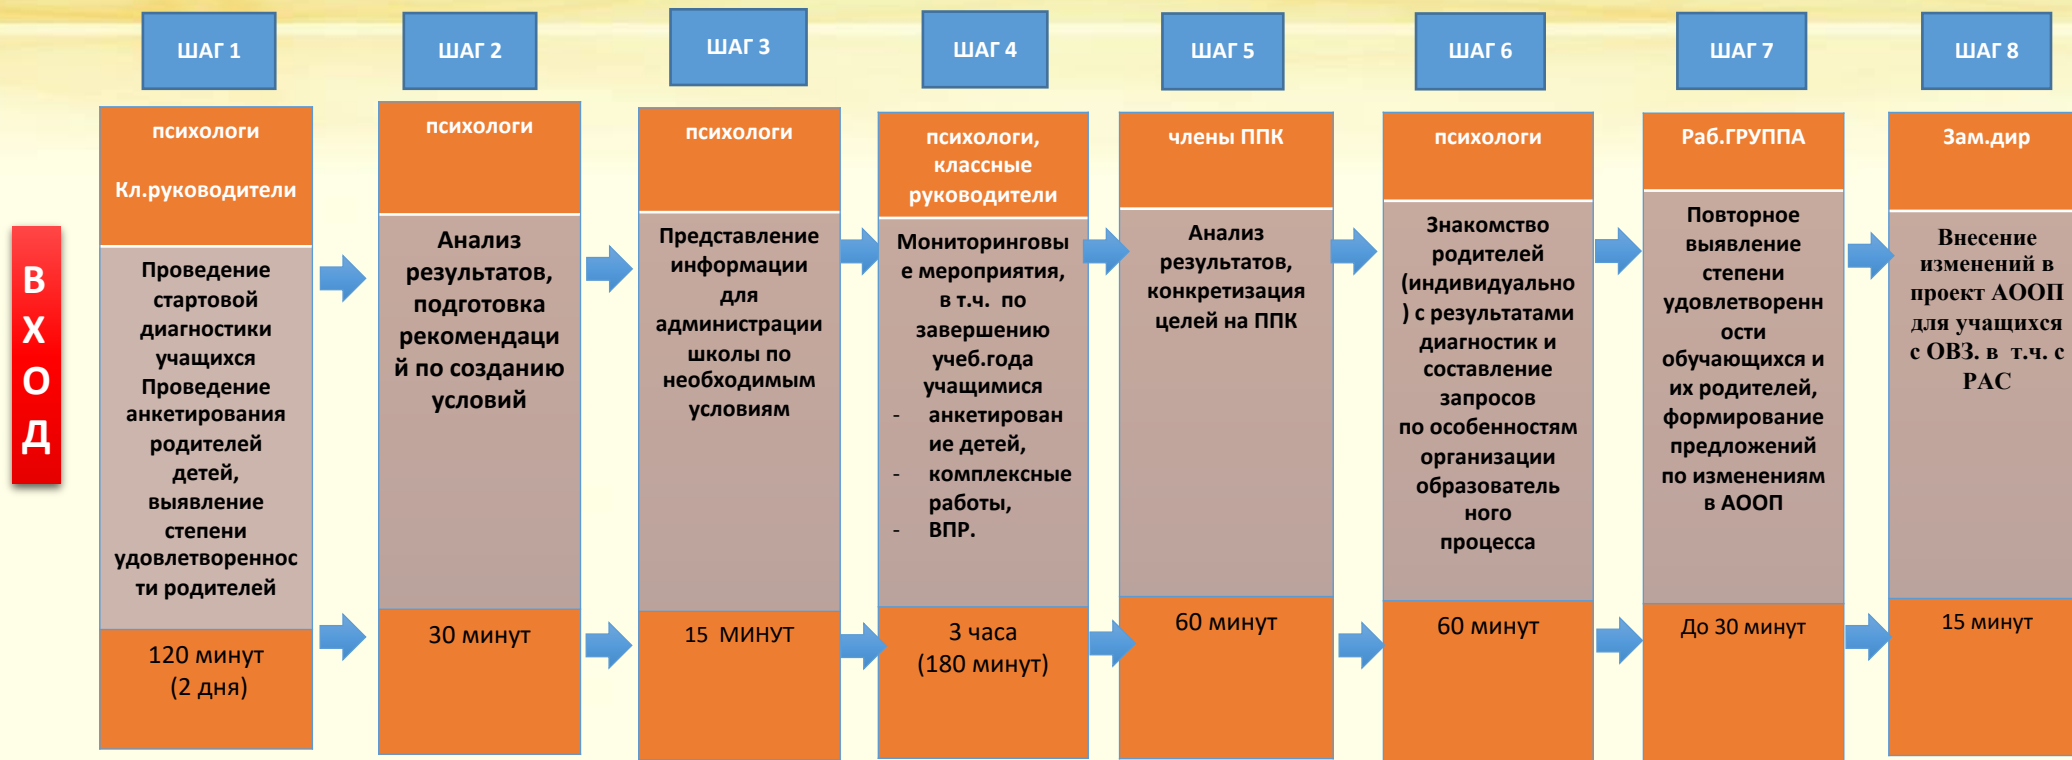 ШАГ 1
ШАГ 2
ШАГ 3
ШАГ 4
ШАГ 5
ШАГ 6
ШАГ 7
ШАГ 8
В
Х
О
Д
психологи
Кл.руководители
Проведение
стартовой
диагностики
учащихся
Проведение
анкетирования
родителей
детей,
выявление
степени
удовлетвореннос
ти родителей
120 минут
(2 дня)
психологи
Анализ
результатов,
подготовка
рекомендаци
й по созданию
условий
30 минут
психологи
Представление
информации
для
администрации
школы по
необходимым
условиям
15 МИНУТ
психологи,
классные
руководители
Мониторинговы
е мероприятия,
в т.ч. по
завершению
учеб.года
учащимися
- анкетирован
ие детей,
- комплексные
работы,
- ВПР.
3 часа
(180 минут)
члены ППК
Анализ
результатов,
конкретизация
целей на ППК
60 минут
психологи
Знакомство
родителей
(индивидуально
) с результатами
диагностик и
составление
запросов
по особенностям
организации
образователь
ного
процесса
60 минут
Раб.ГРУППА
Повторное
выявление
степени
удовлетворенн
ости
обучающихся и
их родителей,
формирование
предложений
по изменениям
в АООП
До 30 минут
Зам.дир
Внесение
изменений в
проект АООП
для учащихся
с ОВЗ. в т.ч. с
РАС
15 минут